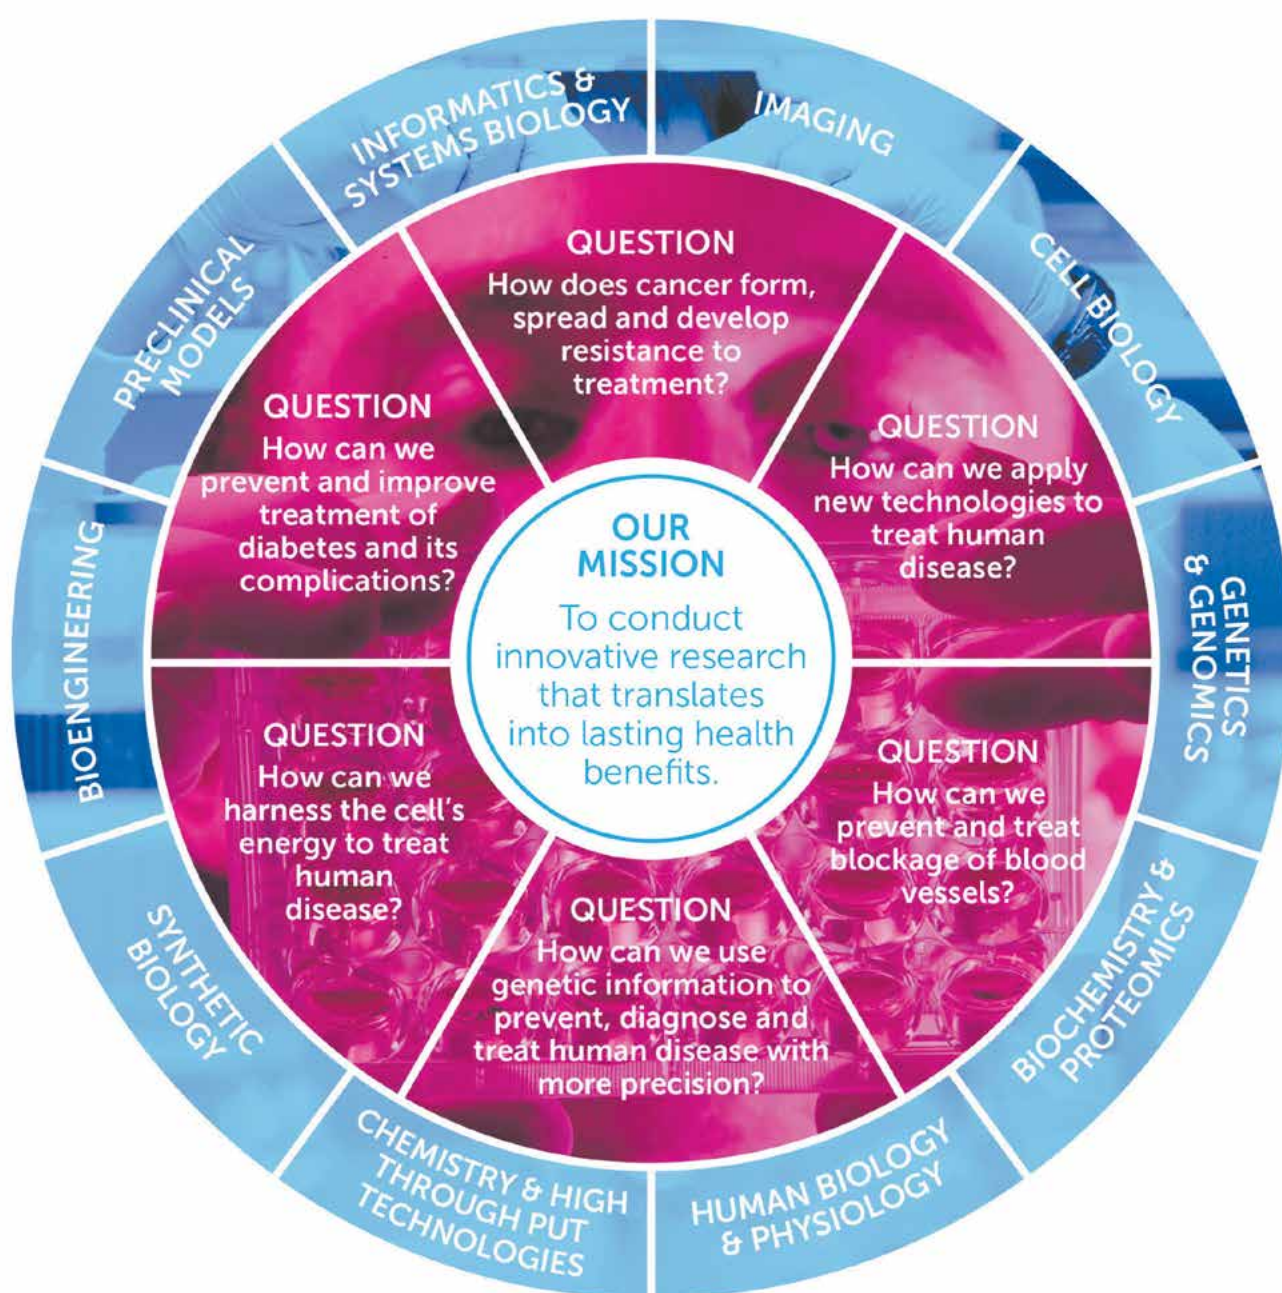 INFORMATICS &
SYSTEMS BIOLOGY
IMAGING
CELL BIOLOGY
GENETICS
& GENOMICS
BIOCHEMISTRY &
PROTEOMICS
HUMAN BIOLOGY
& PHYSIOLOGY
CHEMISTRY & HIGH
THROUGH PUT
TECHNOLOGIES
SYNTHETIC
BIOLOGY
BIOENGINEERING
PRECLINICAL
MODELS
QUESTION
How does cancer form,
spread and develop
resistance to
treatment?
QUESTION
How can we apply
new technologies to
treat human
disease?
QUESTION
How can we
prevent and treat
blockage of blood
vessels?
QUESTION
How can we use
genetic information to
prevent, diagnose and
treat human disease with
more precision?
QUESTION
How can we
harness the cell's
energy to treat
human
disease?
QUESTION
How can we
prevent and improve
treatment of
diabetes and its
complications?
OUR
MISSION
To conduct
innovative research
that translates
into lasting health
benefits.